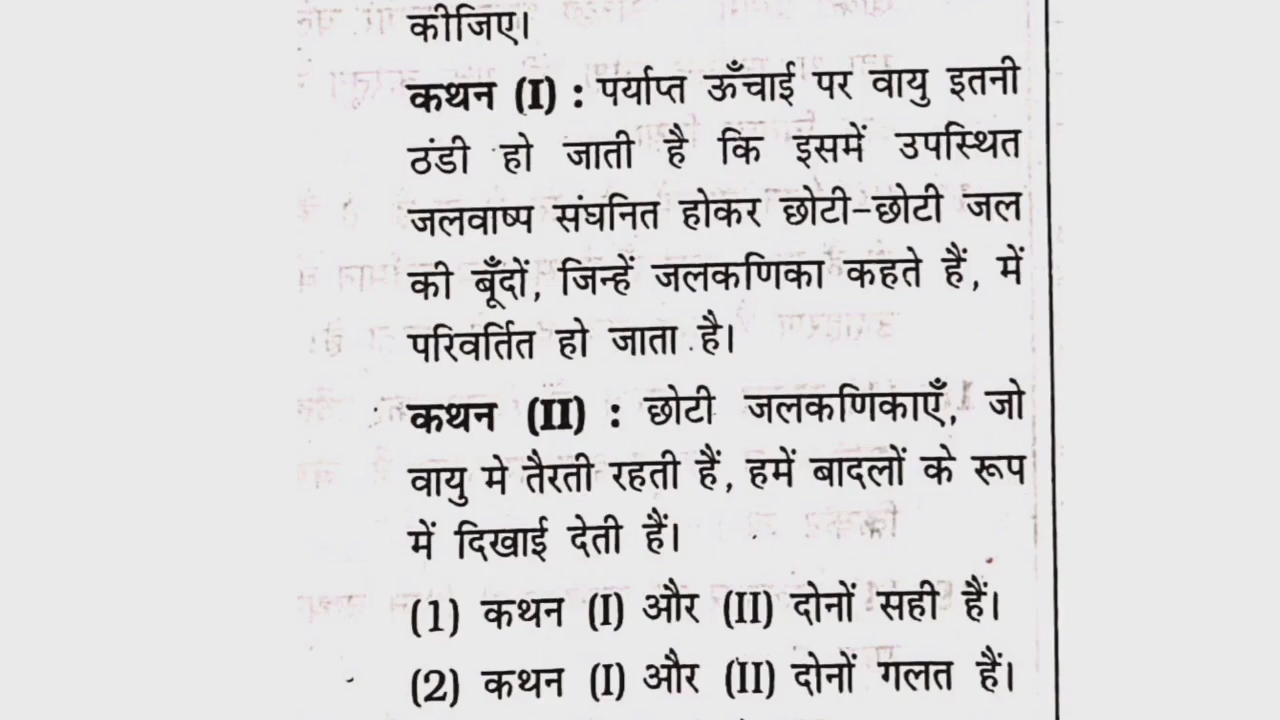 कीजिए।
कथन (I) : पर्याप्त ऊँचाई पर वायु इतनी
ठंडी हो जाती है कि इसमें उपस्थित
जलवाष्प संघनित होकर छोटी-छोटी जल
की बूँदों, जिन्हें जलकणिका कहते हैं, में
परिवर्तित हो जाता है।
कथन (II) : छोटी जलकणिकाएँ, जो
वायु मे तैरती रहती हैं, हमें बादलों के रूप
में दिखाई देती हैं।
(1) कथन (I) और (II) दोनों सही हैं।
(2) कथन (I) और (II) दोनों गलत हैं।